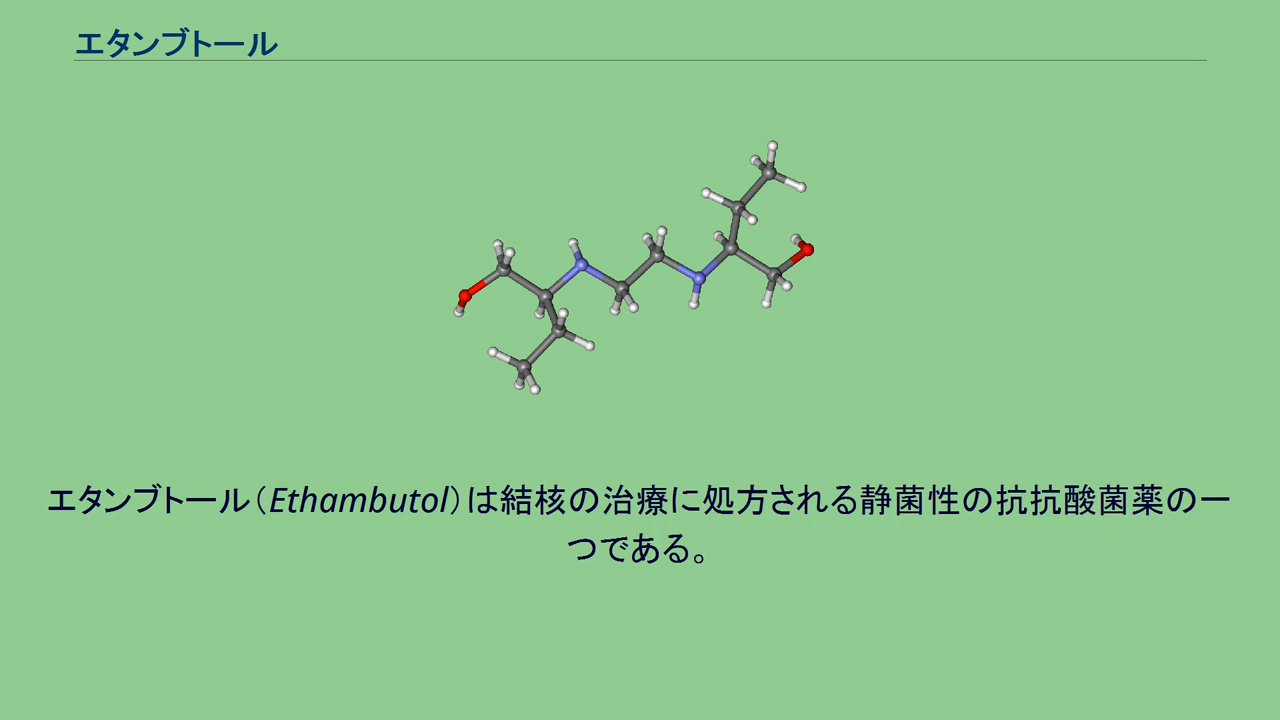 エタンブトール
エタンブトール（Ethambutol）は結核の治療に処方される静菌性の抗抗酸菌薬の一
つである。